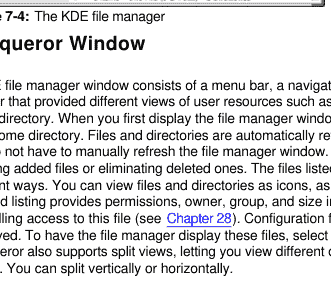 7-4: The KDE file manager
queror Window
file manager window consists of a menu bar, a navigat
r that provided different views of user resources such as
directory. When you first display the file manager windo
ome directory. Files and directories are automatically re
o not have to manually refresh the file manager window.
ng added files or eliminating deleted ones. The files liste
nt ways. You can view files and directories as icons, as
d listing provides permissions, owner, group, and size i
lling access to this file (see Chapter 28). Configuration f
ved. To have the file manager display these files, select
eror also supports split views, letting you view different d
. You can split vertically or horizontally.